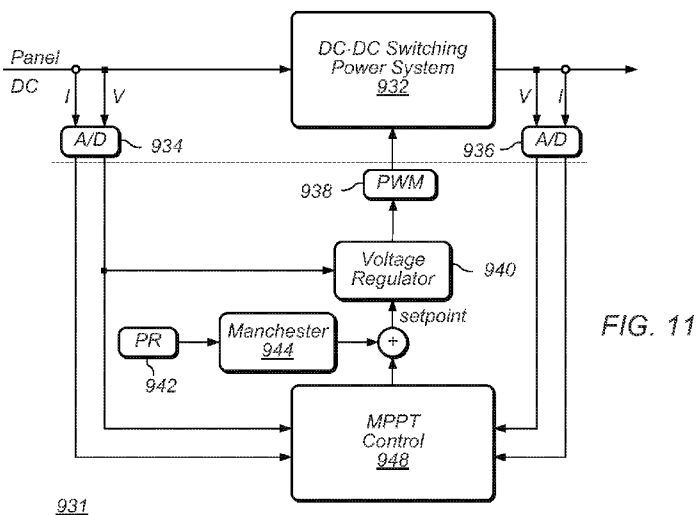 Panel
DC
I
V
A/D
934
DC-DC Switching
Power System
932
V
I
936
A/D
938
PWM
Voltage
Regulator
940
setpoint
PR
942
Manchester
944
+
MPPT
Control
948
FIG. 11
931